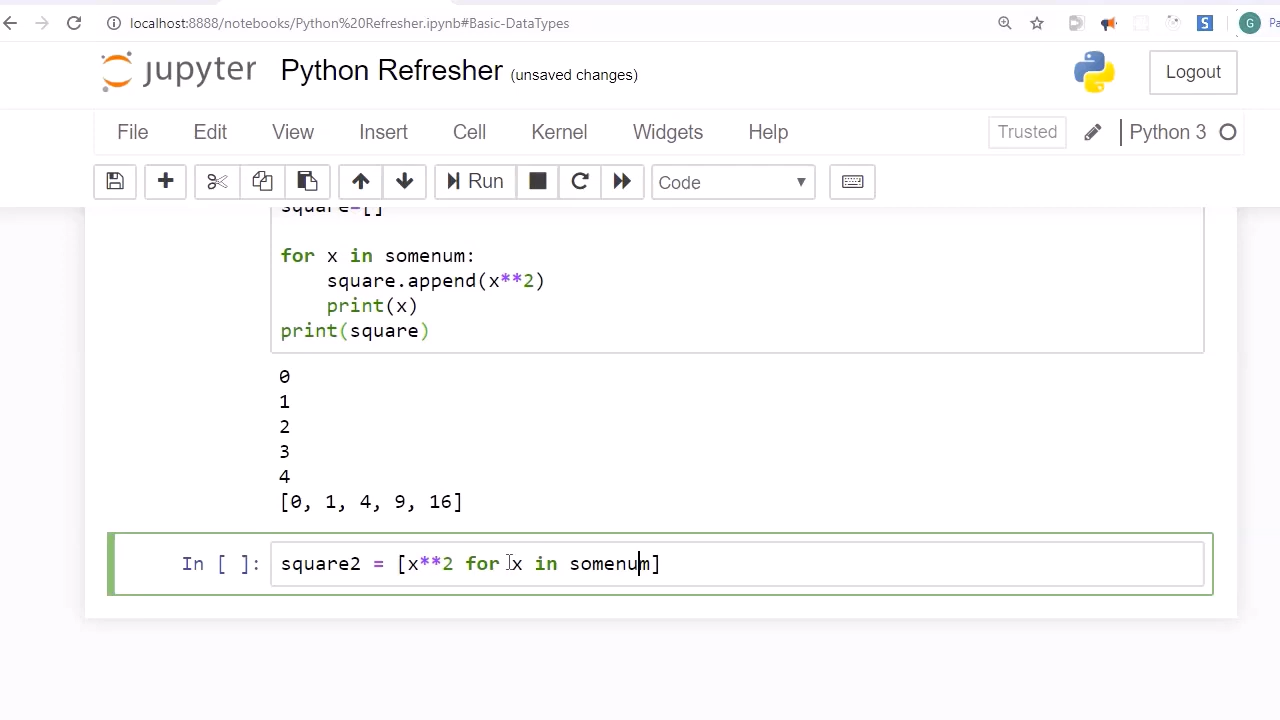 localhost:8888/notebooks/Python%20Refresher.ipynb#Basic-DataTypes
S G Pa
jupyter Python Refresher (unsaved changes) Logout
File Edit View Insert Cell Kernel Widgets Help Trusted Python 3
Run Code
square=[]
for x in somenum:
square.append(x**2)
print(x)
print(square)
0
1
2
3
4
[0, 1, 4, 9, 16]
In [ ]: square2 = [x**2 for x in somenum]